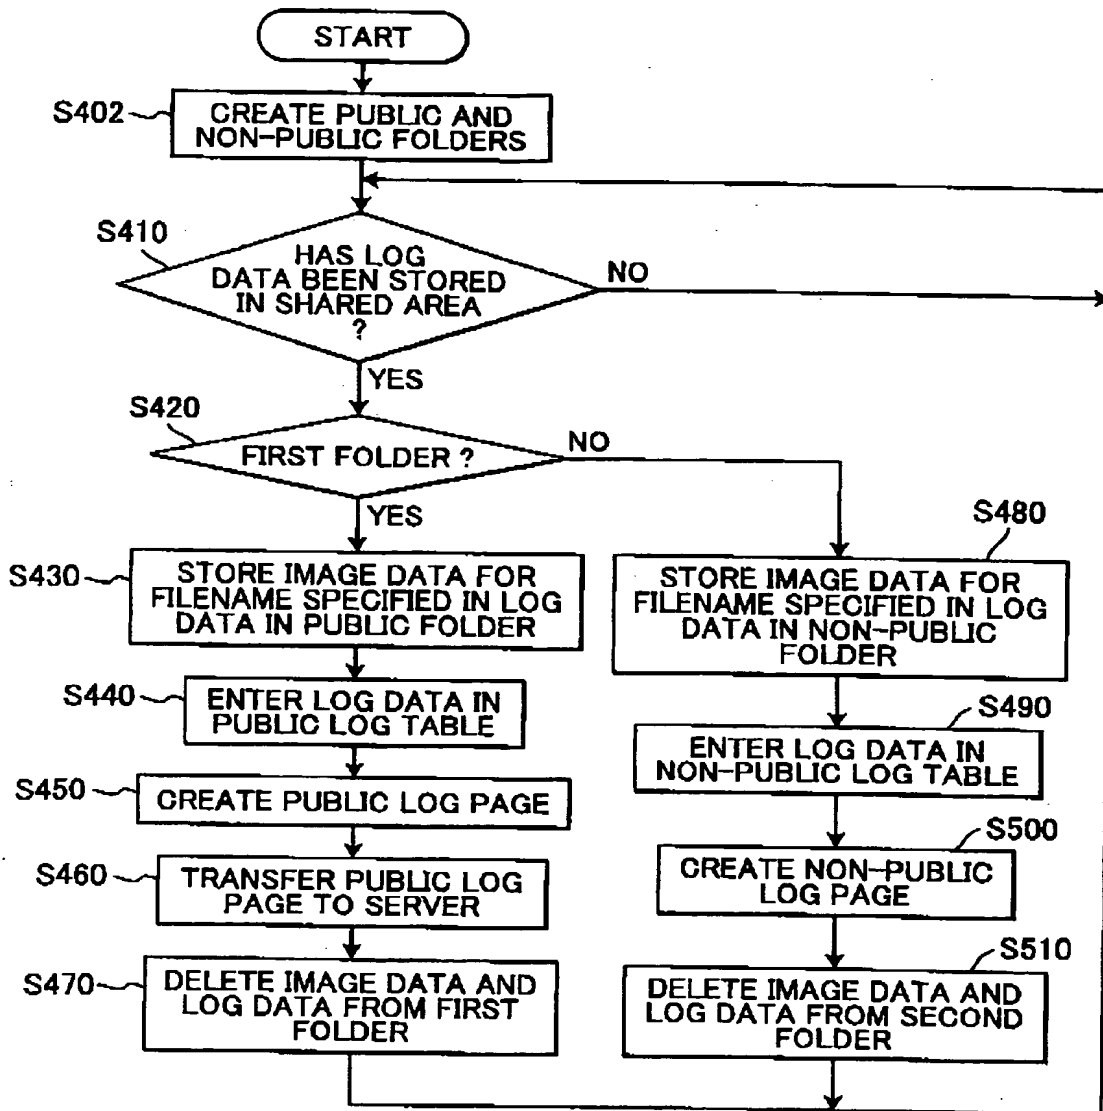 START
S402
CREATE PUBLIC AND
NON-PUBLIC FOLDERS
S410
HAS LOG
DATA BEEN STORED
IN SHARED AREA
?
NO
YES
S420
FIRST FOLDER ?
NO
YES
S430
STORE IMAGE DATA FOR
FILENAME SPECIFIED IN LOG
DATA IN PUBLIC FOLDER
S440
ENTER LOG DATA IN
PUBLIC LOG TABLE
S450
CREATE PUBLIC LOG PAGE
S460
TRANSFER PUBLIC LOG
PAGE TO SERVER
S470
DELETE IMAGE DATA AND
LOG DATA FROM FIRST
FOLDER
S480
STORE IMAGE DATA FOR
FILENAME SPECIFIED IN LOG
DATA IN NON-PUBLIC
FOLDER
S490
ENTER LOG DATA IN
NON-PUBLIC LOG TABLE
S500
CREATE NON-PUBLIC
LOG PAGE
S510
DELETE IMAGE DATA AND
LOG DATA FROM SECOND
FOLDER